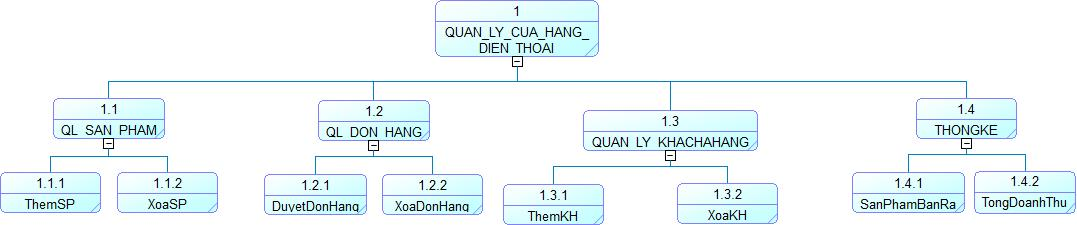 1
QUAN_LY_CUA_HANG_
_DIEN_THOAI
1.1
QL_SAN_PHAM
1.2
QL_DON_HANG
1.3
QUAN_LY_KHACHAHANG
1.4
THONGKE
1.1.1
ThemSP
1.1.2
XoaSP
1.2.1
DuyetDonHang
1.2.2
XoaDonHang
1.3.1
ThemKH
1.3.2
XoaKH
1.4.1
SanPhamBanRa
1.4.2
TongDoanhThu